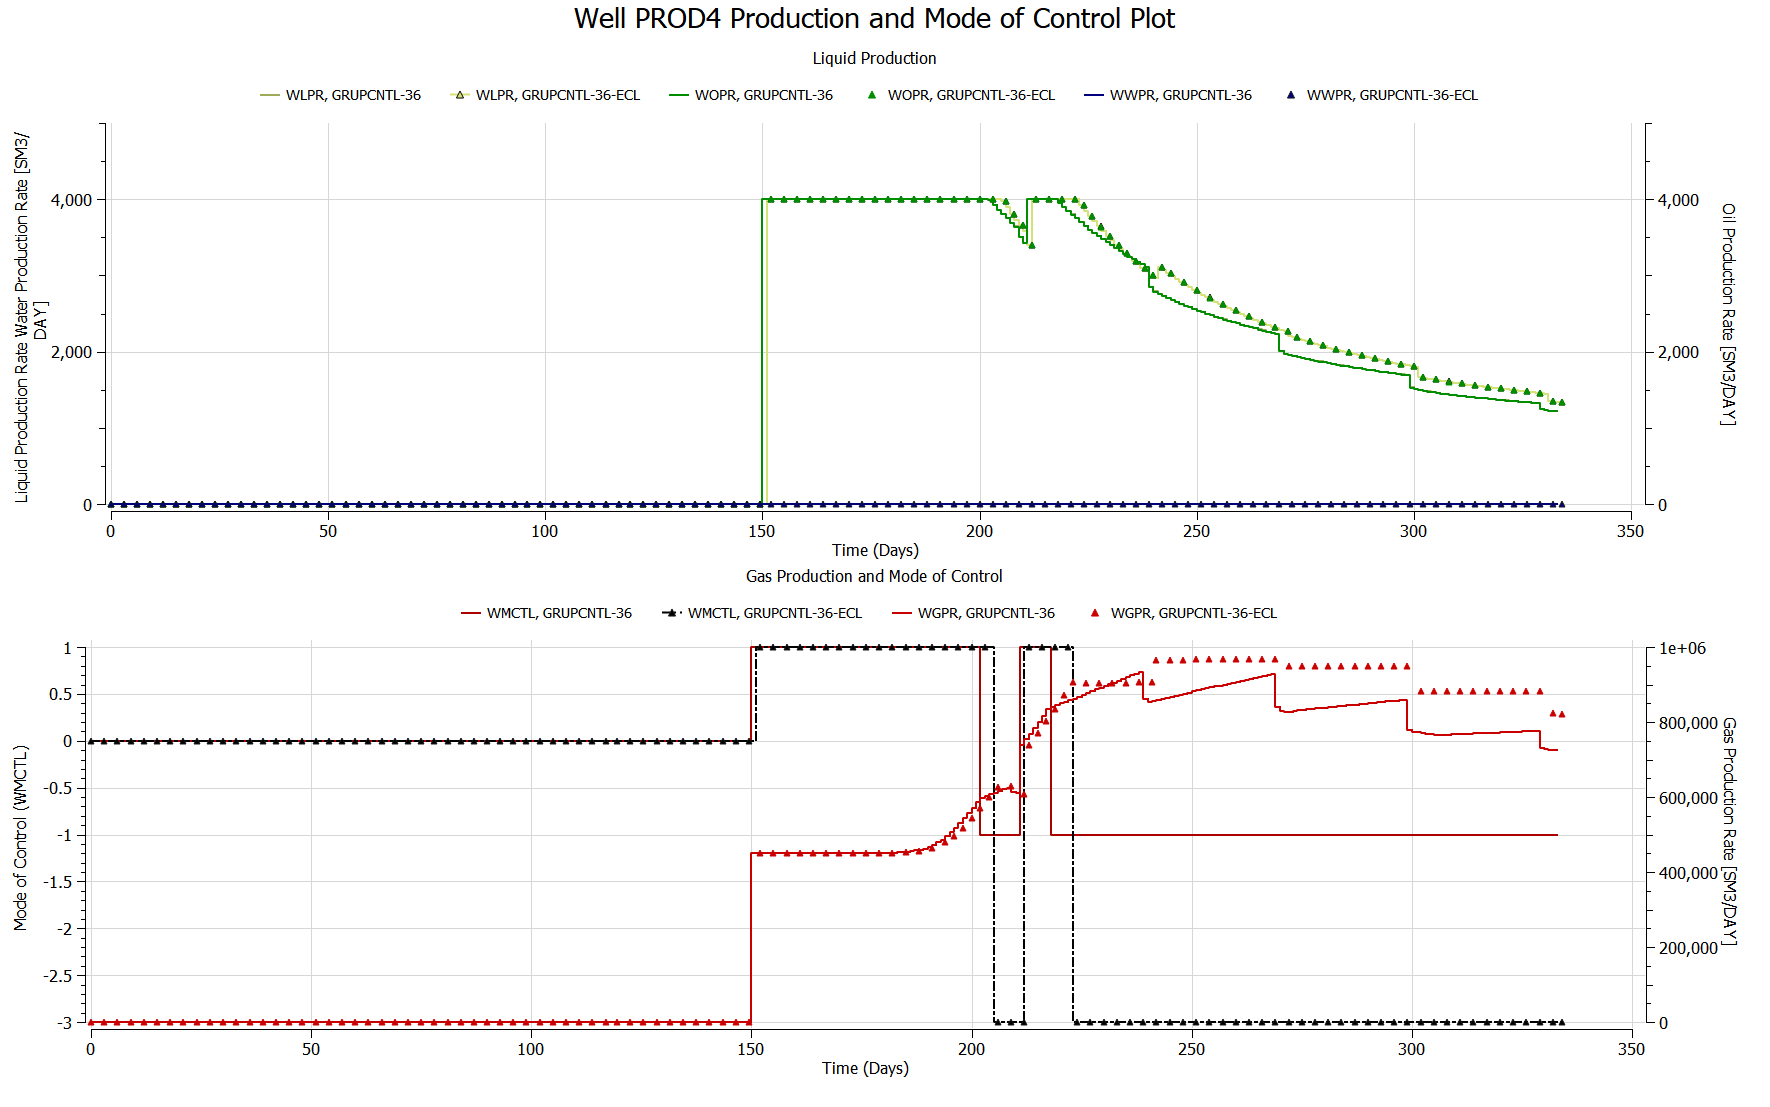 Well PROD4 Production and Mode of Control Plot
Liquid Production
WLPR, GRUPCNTL-36 WLPR, GRUPCNTL-36-ECL WOPR, GRUPCNTL-36 WOPR, GRUPCNTL-36-ECL WWPR, GRUPCNTL-36 WWPR, GRUPCNTL-36-ECL
Liquid Production Rate Water Production Rate [SM3/
DAY]
4,000
2,000
0
4,000
2,000
0
Oil Production Rate [SM3/DAY]
0 50 100 150 200 250 300 350
Time (Days)
Gas Production and Mode of Control
WMCTL, GRUPCNTL-36 WMCTL, GRUPCNTL-36-ECL WGPR, GRUPCNTL-36 WGPR, GRUPCNTL-36-ECL
Mode of Control (WMCTL)
1
0.5
0
-0.5
-1
-1.5
-2
-2.5
-3
1e+06
800,000
600,000
400,000
200,000
0
Gas Production Rate [SM3/DAY]
0 50 100 150 200 250 300 350
Time (Days)